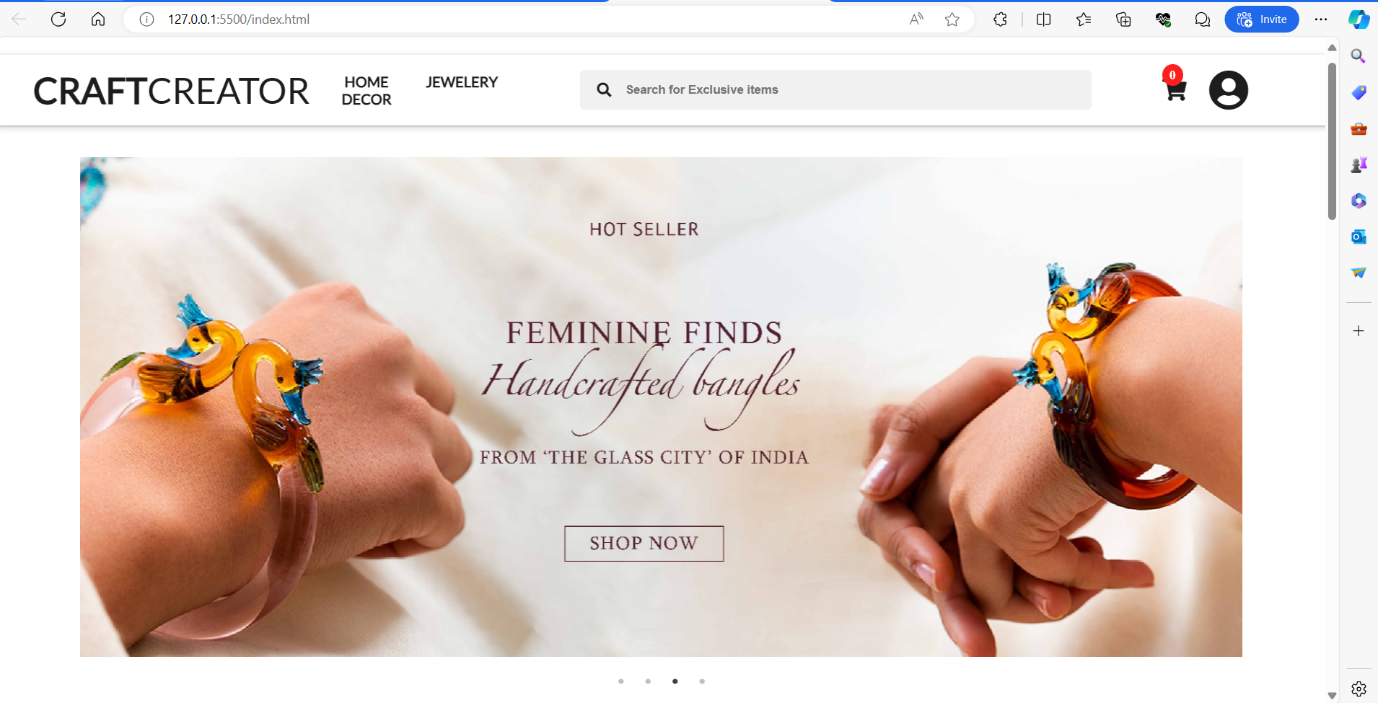 127.0.0.1:5500/index.html
Invite
CRAFTCREATOR
HOME
DECOR
JEWELERY
Search for Exclusive items
0
HOT SELLER
FEMININE FINDS
Handcrafted bangles
FROM ‘THE GLASS CITY’ OF INDIA
SHOP NOW